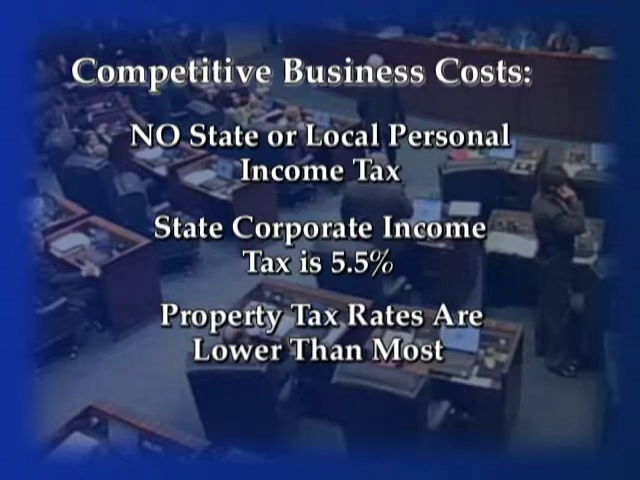 Competitive Business Costs:
NO State or Local Personal
Income Tax
State Corporate Income
Tax is 5.5%
Property Tax Rates Are
Lower Than Most